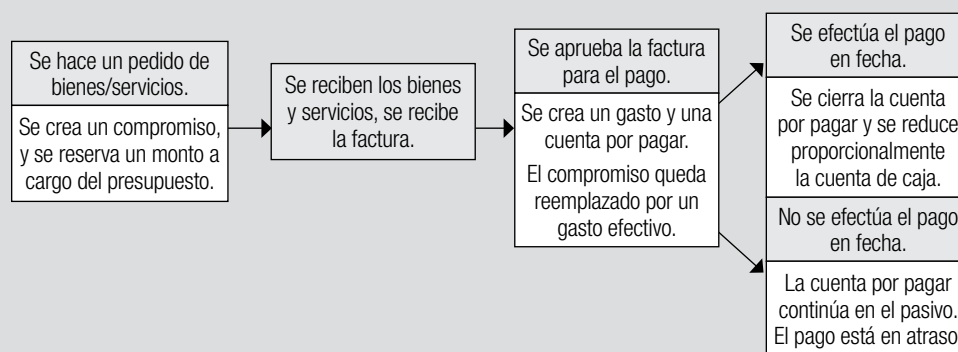 Se hace un pedido de
bienes/servicios.
Se crea un compromiso,
y se reserva un monto a
cargo del presupuesto.
Se reciben los bienes
y servicios, se recibe
la factura.
Se aprueba la factura
para el pago.
Se crea un gasto y una
cuenta por pagar.
El compromiso queda
reemplazado por un
gasto efectivo.
Se efectúa el pago
en fecha.
Se cierra la cuenta
por pagar y se reduce
proporcionalmente
la cuenta de caja.
No se efectúa el pago
en fecha.
La cuenta por pagar
continúa en el pasivo.
El pago está en atraso